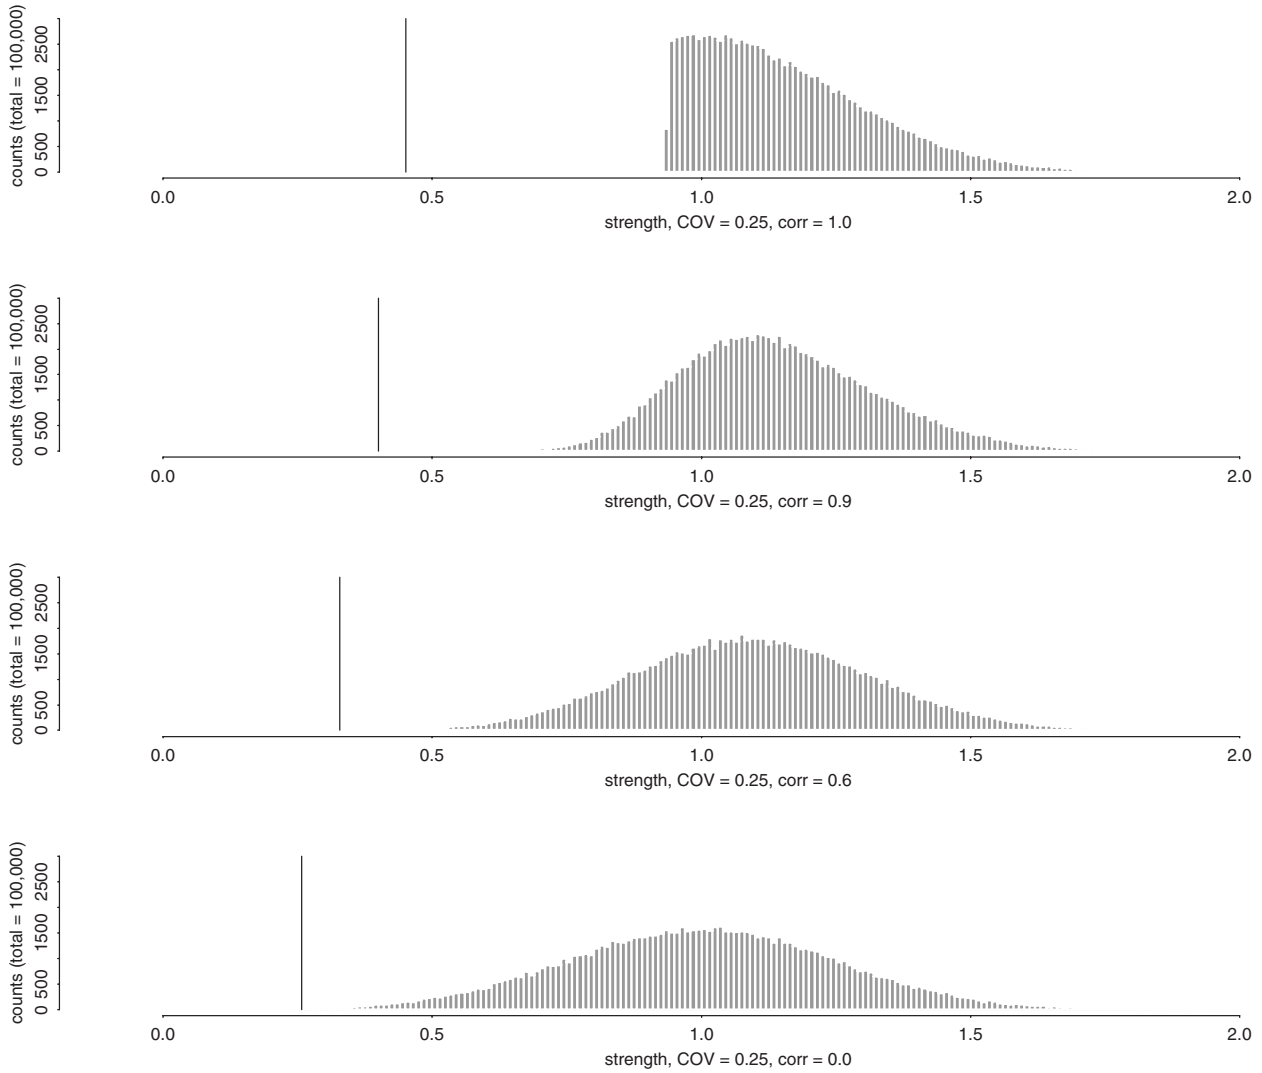 counts (total = 100,000)
0 500 1500 2500
0.0 0.5 1.0 1.5 2.0
strength, COV = 0.25, corr = 1.0
counts (total = 100,000)
0 500 1500 2500
0.0 0.5 1.0 1.5 2.0
strength, COV = 0.25, corr = 0.9
counts (total = 100,000)
0 500 1500 2500
0.0 0.5 1.0 1.5 2.0
strength, COV = 0.25, corr = 0.6
counts (total = 100,000)
0 500 1500 2500
0.0 0.5 1.0 1.5 2.0
strength, COV = 0.25, corr = 0.0